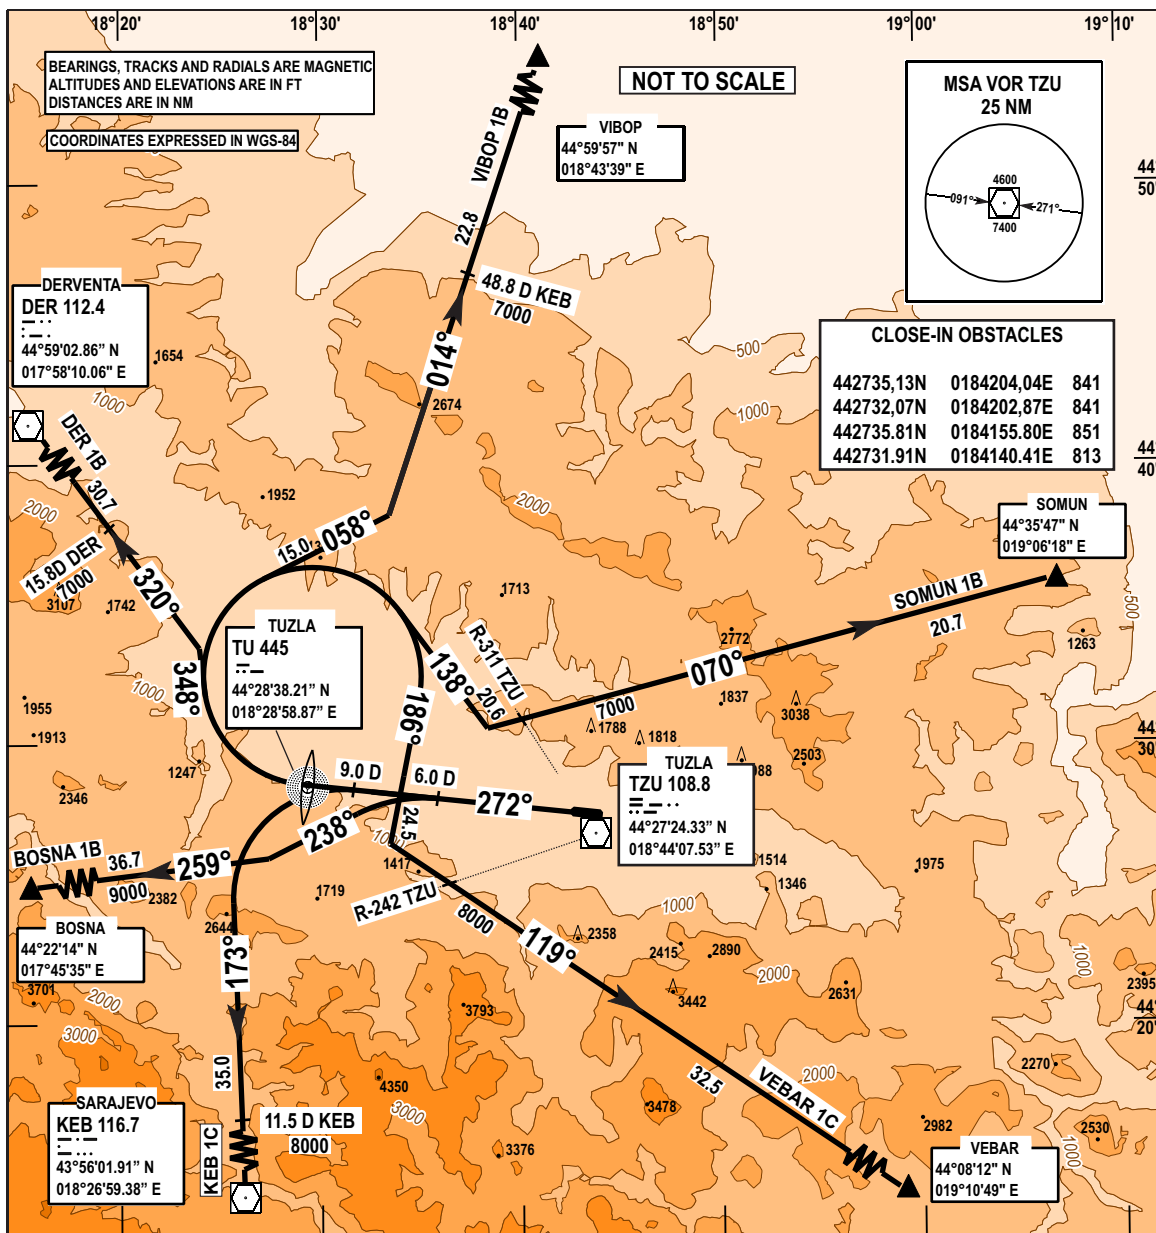 18°20' 18°30' 18°40' 18°50' 19°00' 19°10'
BEARINGS, TRACKS AND RADIALS ARE MAGNETIC
ALTITUDES AND ELEVATIONS ARE IN FT
DISTANCES ARE IN NM
COORDINATES EXPRESSED IN WGS-84
NOT TO SCALE
MSA VOR TZU
25 NM
4600
091°
271°
7400
VIBOP 1B
VIBOP
44°59'57" N
018°43'39" E
44°
50'
22.8
48.8 D KEB
7000
014°
2674
DERVENTA
DER 112.4
44°59'02.86” N
017°58'10.06" E
1654
1000
500
1000
CLOSE-IN OBSTACLES
442735,13N 0184204,04E 841
442732,07N 0184202,87E 841
442735.81N 0184155.80E 851
442731.91N 0184140.41E 813
40'
DER 1B
30.7
2000
1952
2000
15.0
058°
15.8D DER
7000
3107
1742
320°
SOMUN
44°35'47" N
019°06'18" E
SOMUN 1B
20.7
500
1713
2772
1263
TUZLA
TU 445
44°28'38.21” N
018°28'58.87” E
348°
1000
R-311 TZU
138°
20.6
186°
070°
7000
1837
3038
1955
1913
1247
2346
1788
1818
2503
30'
9.0 D
6.0 D
272°
TUZLA
TZU 108.8
44°27'24.33” N
018°44'07.53” E
238°
24.5
1000
BOSNA 1B
36.7
259°
9000
2382
1417
1719
R-242 TZU
1514
1346
1975
1000
BOSNA
44°22'14" N
017°45'35" E
2644
173°
8000
119°
2358
2415
2890
2000
3442
2631
1000
2395
3701
2000
3000
3793
20'
35.0
4350
3000
2270
VEBAR 1C
2000
32.5
3478
SARAJEVO
KEB 116.7
43°56'01.91” N
018°26'59.38” E
KEB 1C
11.5 D KEB
8000
3376
2982
2530
1000
VEBAR
44°08'12" N
019°10'49" E